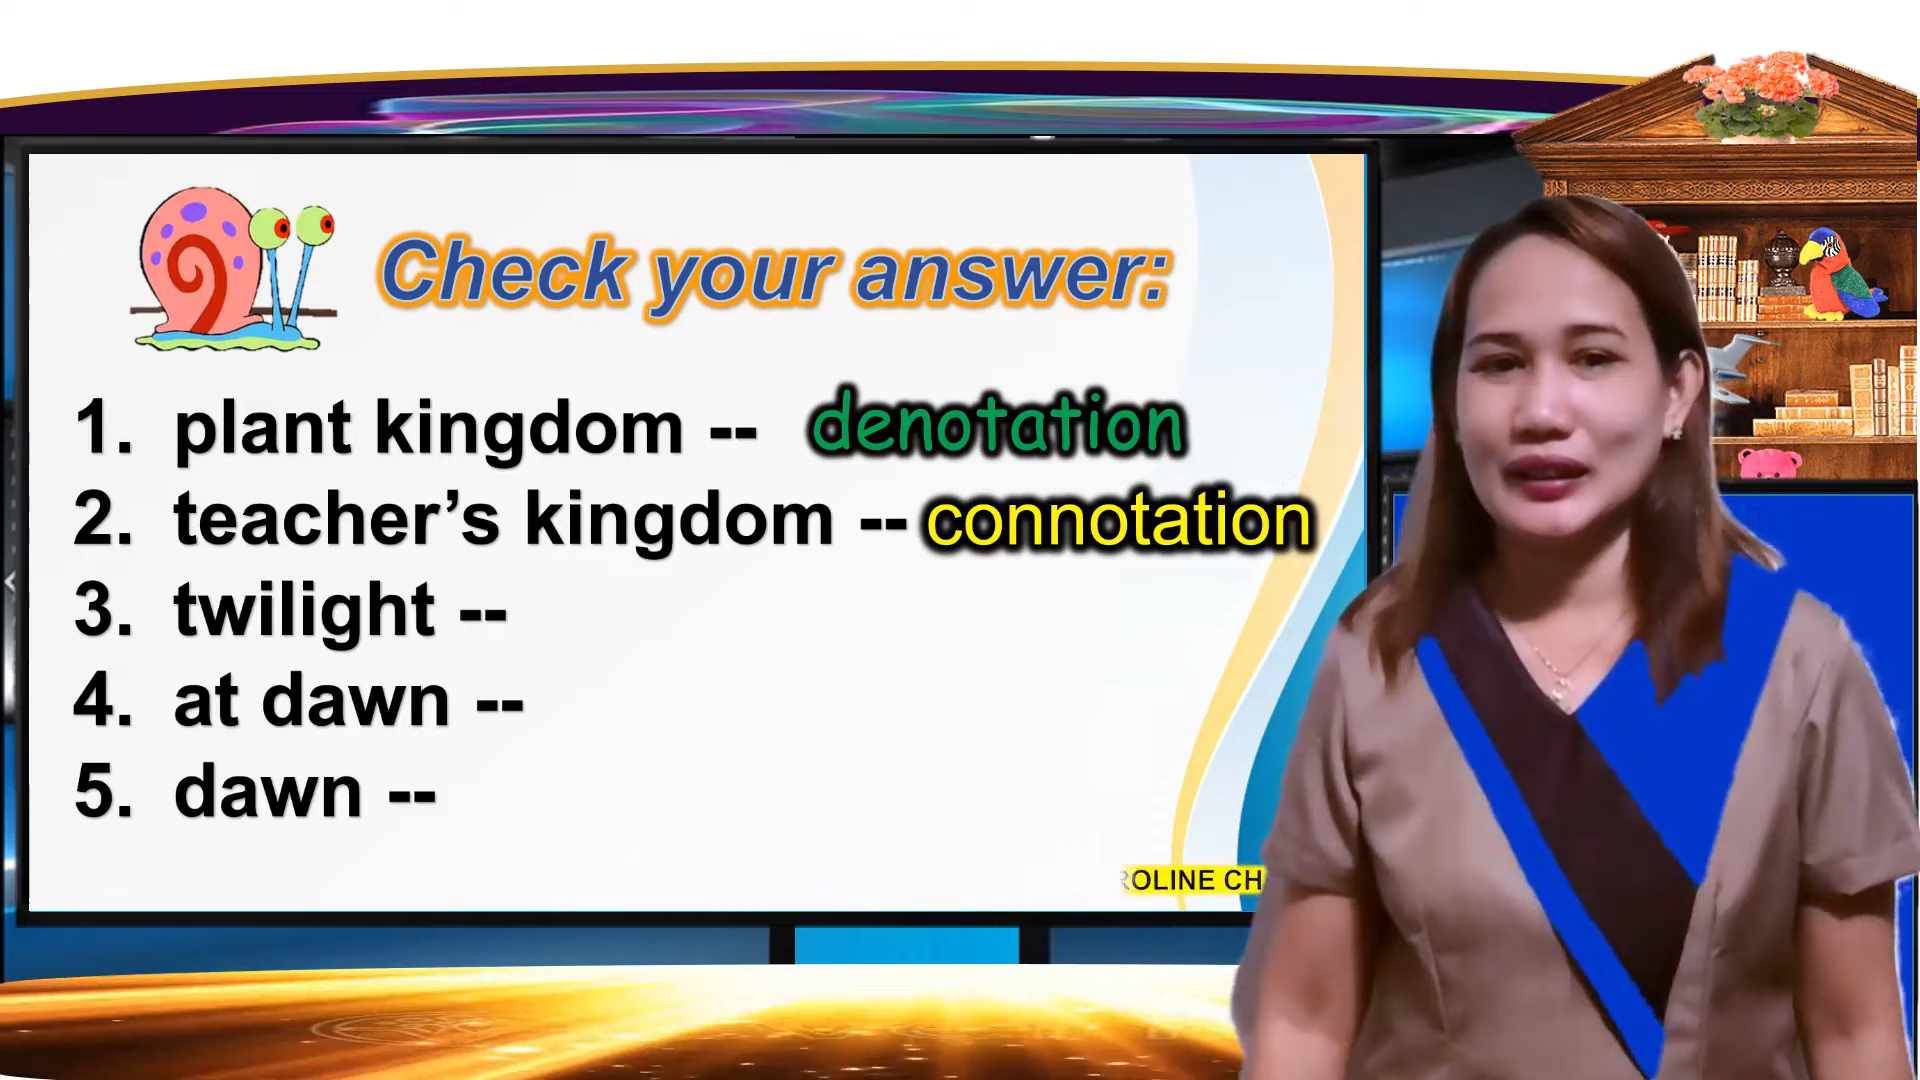 Check your answer:
1. plant kingdom -- denotation
2. teacher’s kingdom -- connotation
3. twilight --
4. at dawn --
5. dawn --
OLINE CH